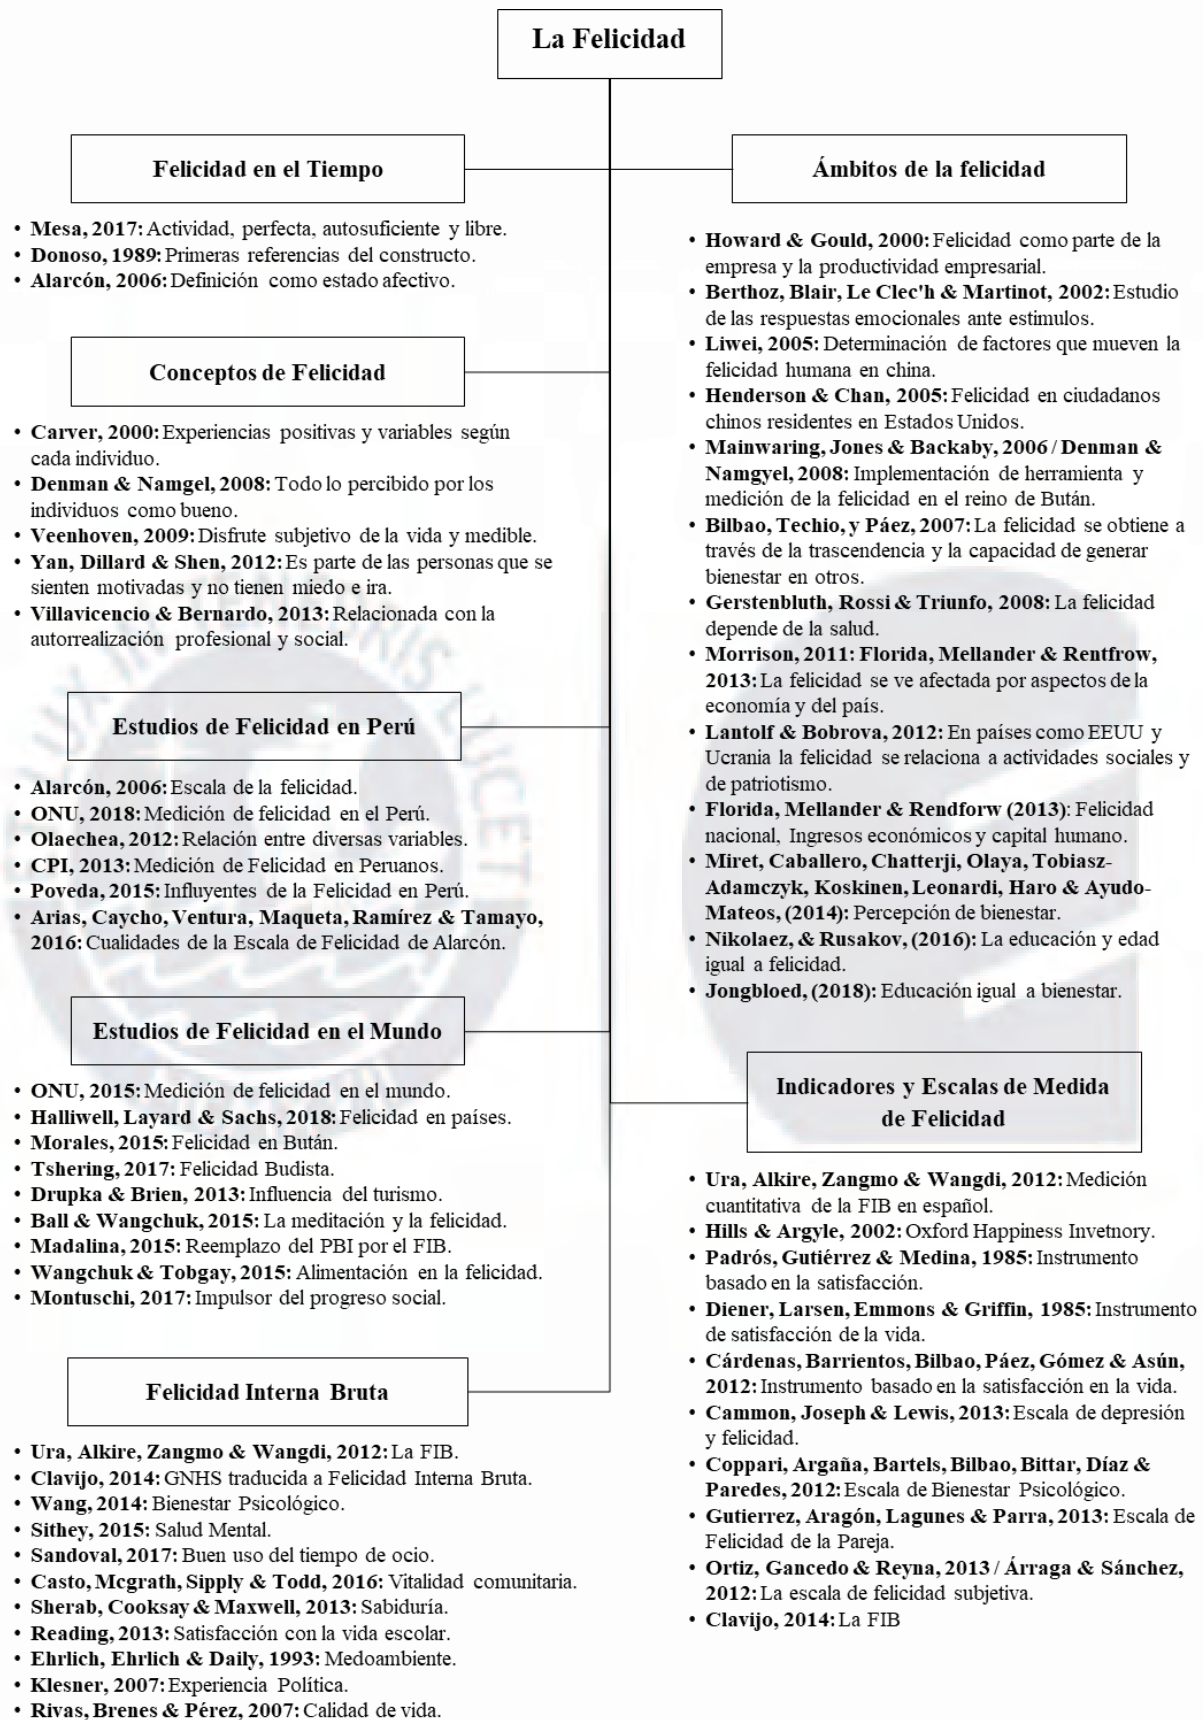 La Felicidad
Felicidad en el Tiempo
• Mesa, 2017: Actividad, perfecta, autosuficiente y libre.
• Donoso, 1989: Primeras referencias del constructo.
• Alarcón, 2006: Definición como estado afectivo.
Conceptos de Felicidad
• Carver, 2000: Experiencias positivas y variables según
cada individuo.
• Denman & Namgel, 2008: Todo lo percibido por los
individuos como bueno.
• Veenhoven, 2009: Disfrute subjetivo de la vida y medible.
• Yan, Dillard & Shen, 2012: Es parte de las personas que se
sienten motivadas y no tienen miedo e ira.
• Villavicencio & Bernardo, 2013: Relacionada con la
autorrealización profesional y social.
Estudios de Felicidad en Perú
• Alarcón, 2006: Escala de la felicidad.
• ONU, 2018: Medición de felicidad en el Perú.
• Olaechea, 2012: Relación entre diversas variables.
• CPI, 2013: Medición de Felicidad en Peruanos.
• Poveda, 2015: Influyentes de la Felicidad en Perú.
• Arias, Caycho, Ventura, Maqueta, Ramírez & Tamayo,
2016: Cualidades de la Escala de Felicidad de Alarcón.
Estudios de Felicidad en el Mundo
• ONU, 2015: Medición de felicidad en el mundo.
• Halliwell, Layard & Sachs, 2018: Felicidad en países.
• Morales, 2015: Felicidad en Bután.
• Tshering, 2017: Felicidad Budista.
• Drupka & Brien, 2013: Influencia del turismo.
• Ball & Wangchuk, 2015: La meditación y la felicidad.
• Madalina, 2015: Reemplazo del PBI por el FIB.
• Wangchuk & Tobgay, 2015: Alimentación en la felicidad.
• Montuschi, 2017: Impulsor del progreso social.
Felicidad Interna Bruta
• Ura, Alkire, Zangmo & Wangdi, 2012: La FIB.
• Clavijo, 2014: GNHS traducida a Felicidad Interna Bruta.
• Wang, 2014: Bienestar Psicológico.
• Sithey, 2015: Salud Mental.
• Sandoval, 2017: Buen uso del tiempo de ocio.
• Casto, Mcgrath, Sipply & Todd, 2016: Vitalidad comunitaria.
• Sherab, Cooksay & Maxwell, 2013: Sabiduría.
• Reading, 2013: Satisfacción con la vida escolar.
• Ehrlich, Ehrlich & Daily, 1993: Medoambiente.
• Klesner, 2007: Experiencia Política.
• Rivas, Brenes & Pérez, 2007: Calidad de vida.
Ámbitos de la felicidad
• Howard & Gould, 2000: Felicidad como parte de la
empresa y la productividad empresarial.
• Berthoz, Blair, Le Clec'h & Martinot, 2002: Estudio
de las respuestas emocionales ante estimulos.
• Liwei, 2005: Determinación de factores que mueven la
felicidad humana en china.
• Henderson & Chan, 2005: Felicidad en ciudadanos
chinos residentes en Estados Unidos.
• Mainwaring, Jones & Backaby, 2006 / Denman &
Namgyel, 2008: Implementación de herramienta y
medición de la felicidad en el reino de Bután.
• Bilbao, Techio, y Páez, 2007: La felicidad se obtiene a
través de la trascendencia y la capacidad de generar
bienestar en otros.
• Gerstenbluth, Rossi & Triunfo, 2008: La felicidad
depende de la salud.
• Morrison, 2011: Florida, Mellander & Rentfrow,
2013: La felicidad se ve afectada por aspectos de la
economía y del país.
• Lantolf & Bobrova, 2012: En países como EEUU y
Ucrania la felicidad se relaciona a actividades sociales y
de patriotismo.
• Florida, Mellander & Rendforw (2013): Felicidad
nacional, Ingresos económicos y capital humano.
• Miret, Caballero, Chatterji, Olaya, Tobiasz-
Adamczyk, Koskinen, Leonardi, Haro & Ayudo-
Mateos, (2014): Percepción de bienestar.
• Nikolaez, & Rusakov, (2016): La educación y edad
igual a felicidad.
• Jongbloed, (2018): Educación igual a bienestar.
Indicadores y Escalas de Medida
de Felicidad
• Ura, Alkire, Zangmo & Wangdi, 2012: Medición
cuantitativa de la FIB en español.
• Hills & Argyle, 2002: Oxford Happiness Invetnory.
• Padrós, Gutiérrez & Medina, 1985: Instrumento
basado en la satisfacción.
• Diener, Larsen, Emmons & Griffin, 1985: Instrumento
de satisfacción de la vida.
• Cárdenas, Barrientos, Bilbao, Páez, Gómez & Asún,
2012: Instrumento basado en la satisfacción en la vida.
• Cammon, Joseph & Lewis, 2013: Escala de depresión
y felicidad.
• Coppari, Argaña, Bartels, Bilbao, Bittar, Díaz &
Paredes, 2012: Escala de Bienestar Psicológico.
• Gutierrez, Aragón, Lagunes & Parra, 2013: Escala de
Felicidad de la Pareja.
• Ortiz, Gancedo & Reyna, 2013 / Árraga & Sánchez,
2012: La escala de felicidad subjetiva.
• Clavijo, 2014: La FIB
ET LUX IN TENEBRIS LUCET